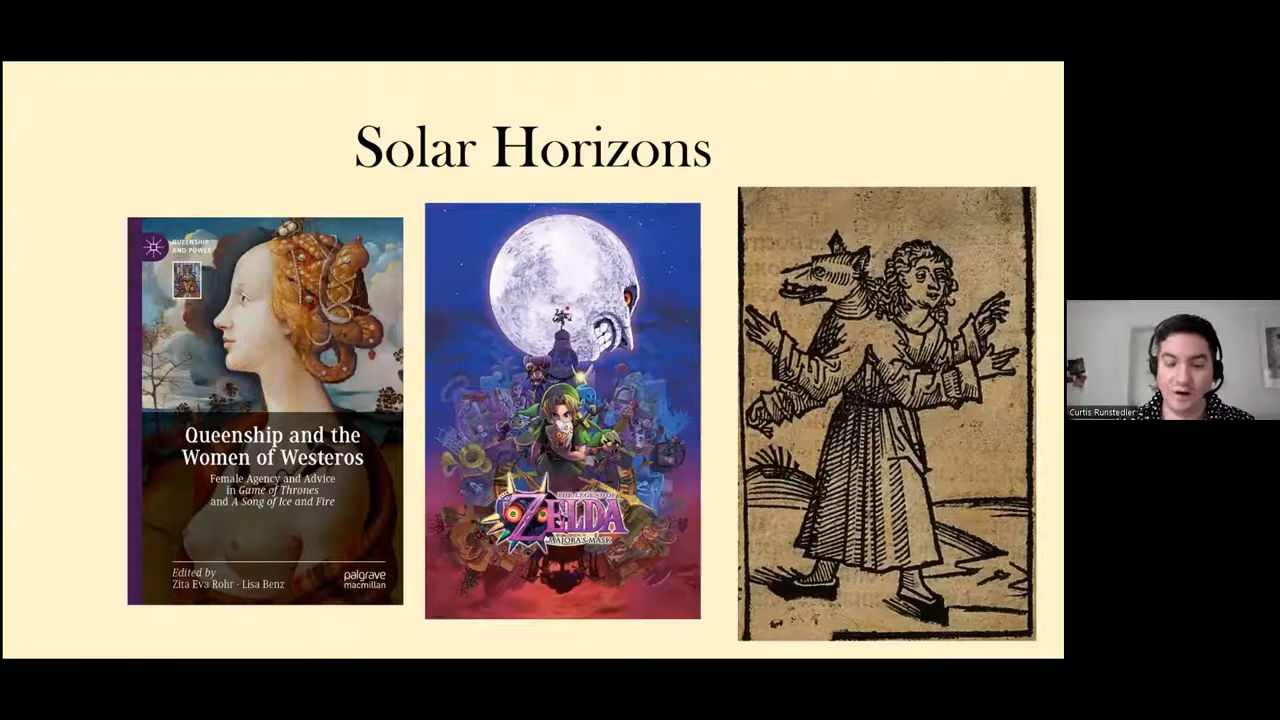 Solar Horizons
QUEENSHIP
AND POWER
Queenship and the
Women of Westeros
Female Agency and Advice
in Game of Thrones
and A Song of Ice and Fire
Edited by
Zita Eva Rohr · Lisa Benz
palgrave
macmillan
THE LEGEND OF
ZELDA
MAJORA'S MASK
Curtis Runstedler